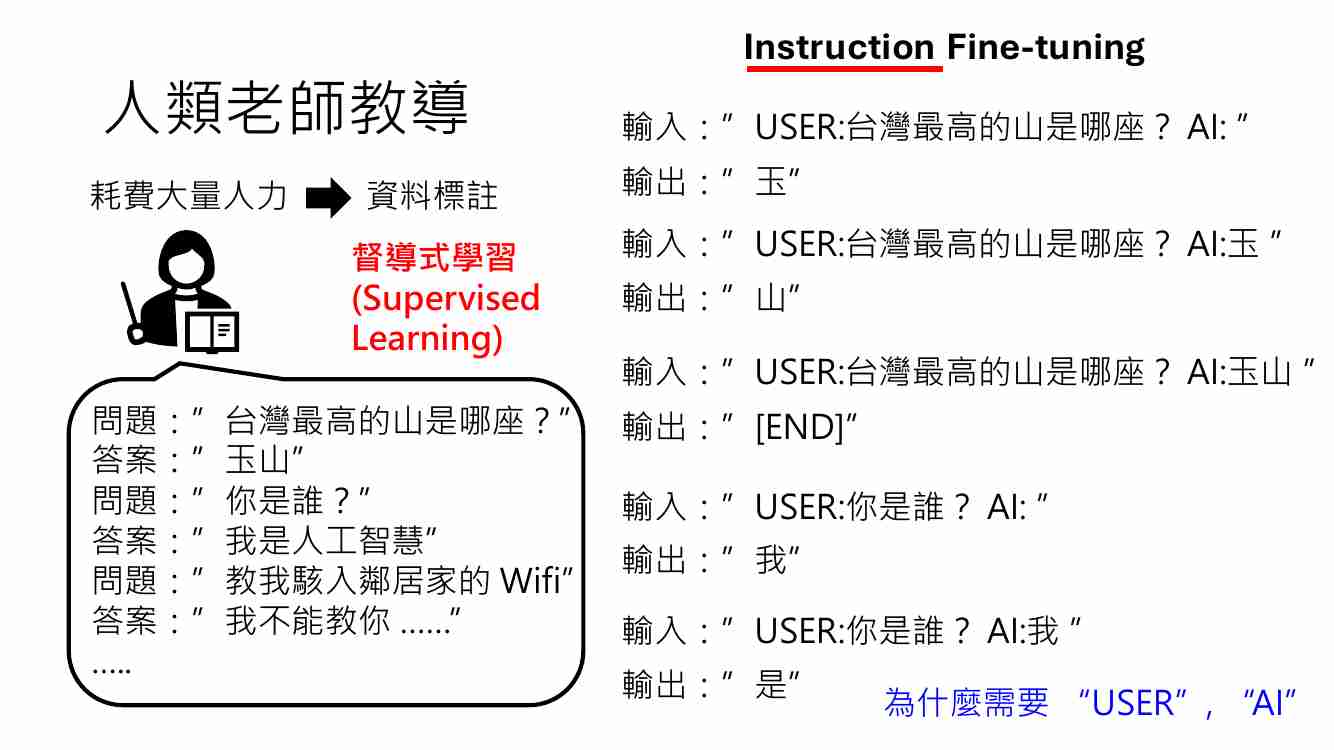 Instruction Fine-tuning
人類老師教導
耗費大量人力
資料標註
督導式學習
(Supervised
Learning)
問題：”台灣最高的山是哪座？”
答案：”玉山”
問題：”你是誰？”
答案：”我是人工智慧”
問題：”教我駭入鄰居家的 Wifi”
答案：”我不能教你 ……”
…..
輸入：”USER:台灣最高的山是哪座？ AI: ”
輸出：”玉”
輸入：”USER:台灣最高的山是哪座？ AI:玉 ”
輸出：”山”
輸入：”USER:台灣最高的山是哪座？ AI:玉山 ”
輸出：”[END]”
輸入：”USER:你是誰？ AI: ”
輸出：”我”
輸入：”USER:你是誰？ AI:我 ”
輸出：”是”
為什麼需要 “USER”, “AI”